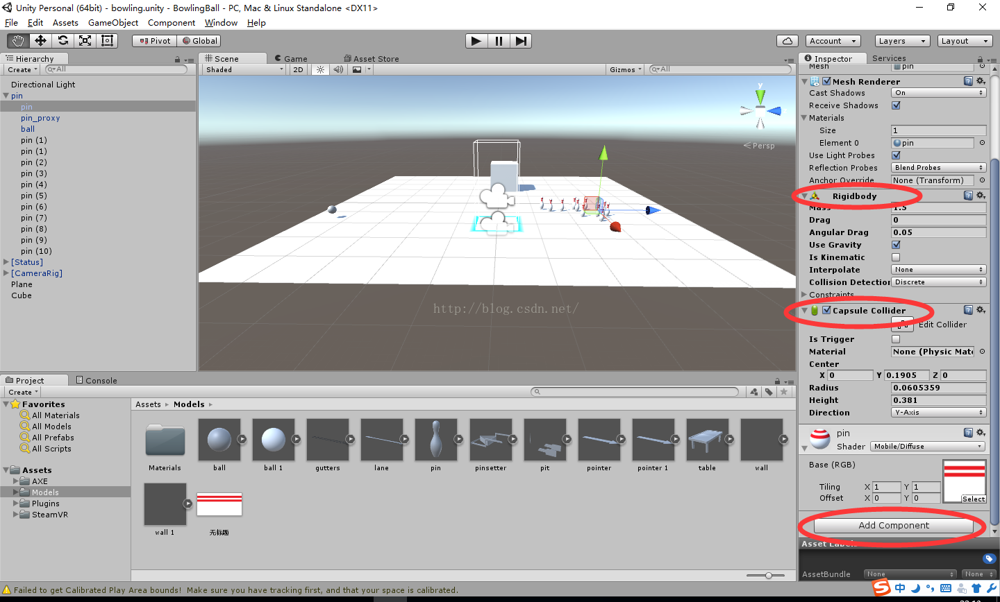 Unity Personal (64bit) - bowling.unity - BowlingBall - PC, Mac & Linux Standalone <DX11>
File Edit Assets GameObject Component Window Help
Pivot Global Account Layers Layout
Hierarchy
Create All
Directional Light
pin
pin
pin_proxy
ball
pin (1)
pin (1)
pin (2)
pin (3)
pin (4)
pin (5)
pin (6)
pin (7)
pin (8)
pin (9)
pin (10)
[Status]
[CameraRig]
Plane
Cube
Scene Game Asset Store
Shaded 2D Gizmos All
y
Persp
http://blog.csdn.net/
Inspector Services
Mesh pin
Mesh Renderer
Cast Shadows On
Receive Shadows
Materials
Size 1
Element 0 pin
Use Light Probes
Reflection Probes Blend Probes
Anchor Override None (Transform)
Rigidbody
Mass 1.5
Drag 0
Angular Drag 0.05
Use Gravity
Is Kinematic
Interpolate None
Collision Detection Discrete
Constraints
Capsule Collider
Edit Collider
Is Trigger
Material None (Physic Mate
Center
X 0 Y 0.1905 Z 0
Radius 0.0605359
Height 0.381
Direction Y-Axis
pin
Shader Mobile/Diffuse
Base (RGB)
Tiling X 1 Y 1
Offset X 0 Y 0
Select
Add Component
Asset Labels
AssetBundle None None
Project Console
Create
Favorites
All Materials
All Models
All Prefabs
All Scripts
Assets
AXE
Models
Plugins
SteamVR
Assets Models
Materials ball ball 1 gutters lane pin pinsetter pit pointer pointer 1 table wall
wall 1 无标题
Failed to get Calibrated Play Area bounds! Make sure you have tracking first, and that your space is calibrated.
S 中